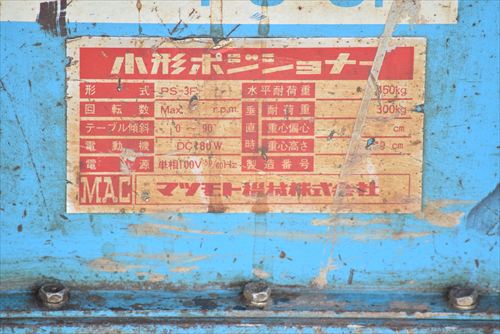 小形ポジショナー
形式 PS-3F 水平耐荷重 450kg
回転数 Max. r.p.m 垂直時 耐荷重 300kg
テーブル傾斜 0~90 重心偏心 cm
電動機 DC180W 重心高さ cm
電源 単相100V 50/60Hz 製造番号
MAC マツモト機械株式会社